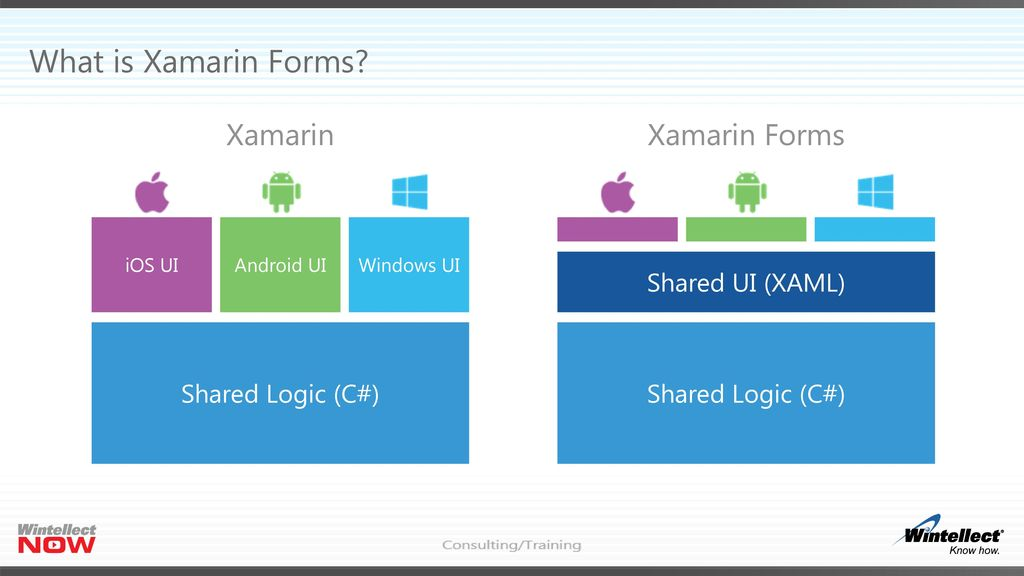 What is Xamarin Forms?
Xamarin
Xamarin Forms
iOS UI
Android UI
Windows UI
Shared Logic (C#)
Shared UI (XAML)
Shared Logic (C#)
Wintellect
NOW
Consulting/Training
Wintellect®
Know how.